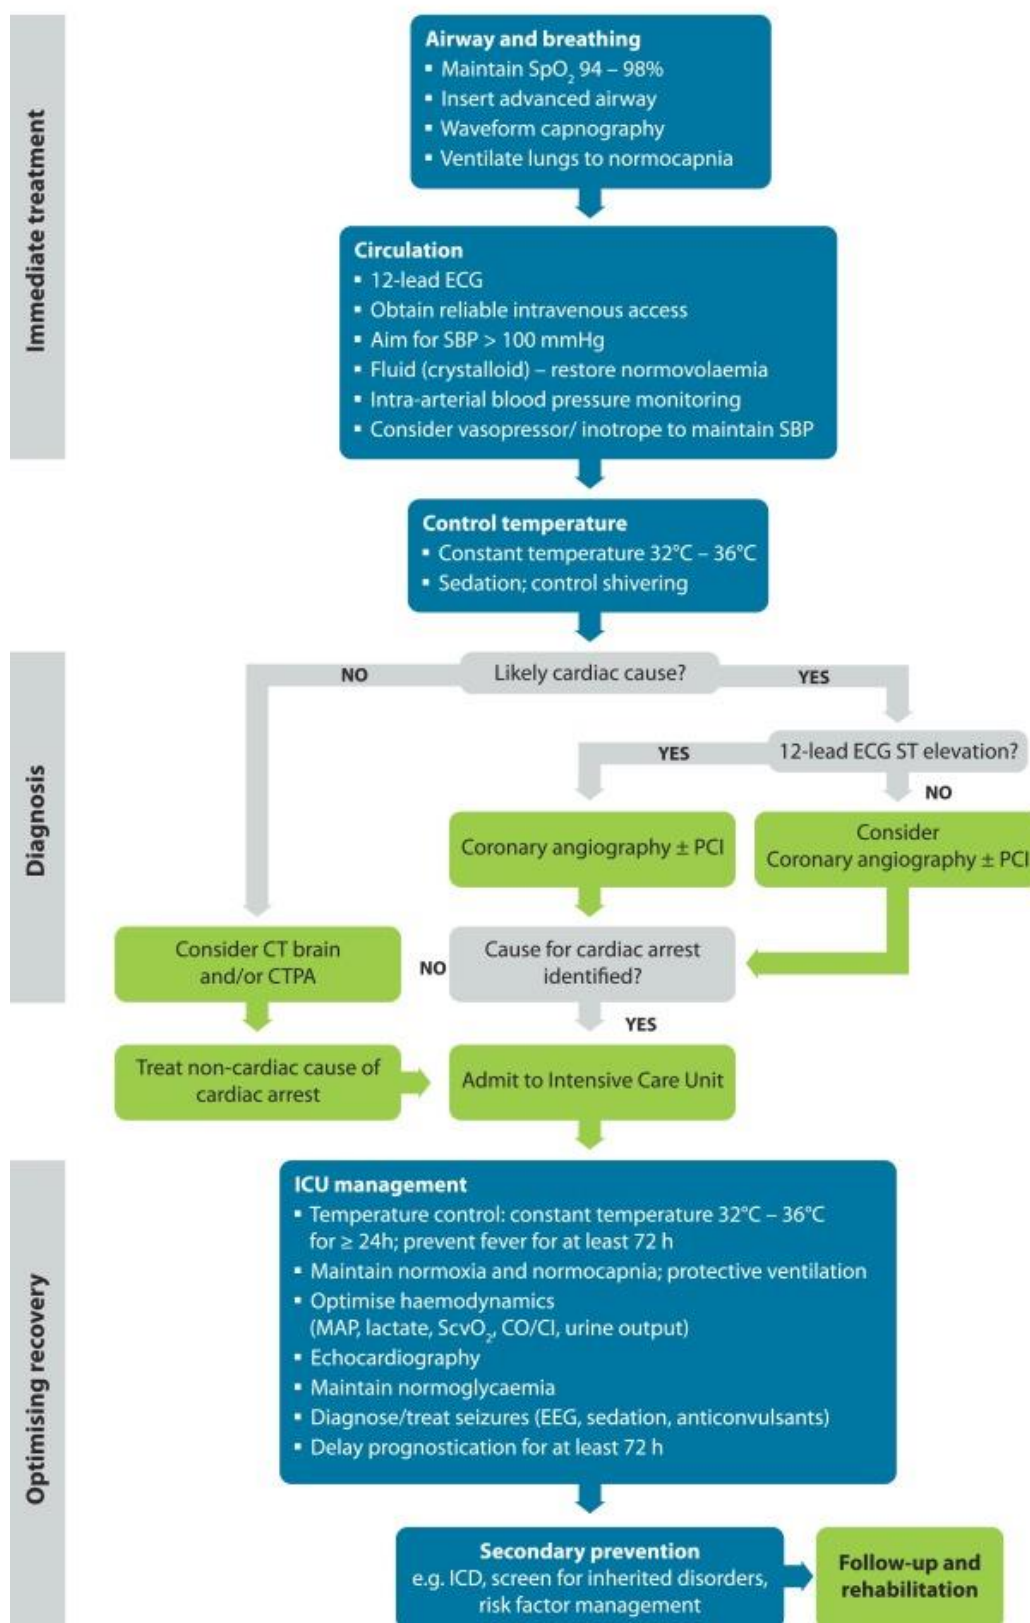 Immediate treatment
Airway and breathing
▪ Maintain SpO₂ 94 – 98%
▪ Insert advanced airway
▪ Waveform capnography
▪ Ventilate lungs to normocapnia
Circulation
▪ 12-lead ECG
▪ Obtain reliable intravenous access
▪ Aim for SBP > 100 mmHg
▪ Fluid (crystalloid) – restore normovolaemia
▪ Intra-arterial blood pressure monitoring
▪ Consider vasopressor/ inotrope to maintain SBP
Control temperature
▪ Constant temperature 32°C – 36°C
▪ Sedation; control shivering
Diagnosis
Likely cardiac cause?
NO
YES
12-lead ECG ST elevation?
YES
NO
Coronary angiography ± PCI
Consider
Coronary angiography ± PCI
Consider CT brain
and/or CTPA
NO
Cause for cardiac arrest
identified?
YES
Treat non-cardiac cause of
cardiac arrest
Admit to Intensive Care Unit
Optimising recovery
ICU management
▪ Temperature control: constant temperature 32°C – 36°C
for ≥ 24h; prevent fever for at least 72 h
▪ Maintain normoxia and normocapnia; protective ventilation
▪ Optimise haemodynamics
(MAP, lactate, ScvO₂, CO/CI, urine output)
▪ Echocardiography
▪ Maintain normoglycaemia
▪ Diagnose/treat seizures (EEG, sedation, anticonvulsants)
▪ Delay prognostication for at least 72 h
Secondary prevention
e.g. ICD, screen for inherited disorders,
risk factor management
Follow-up and
rehabilitation